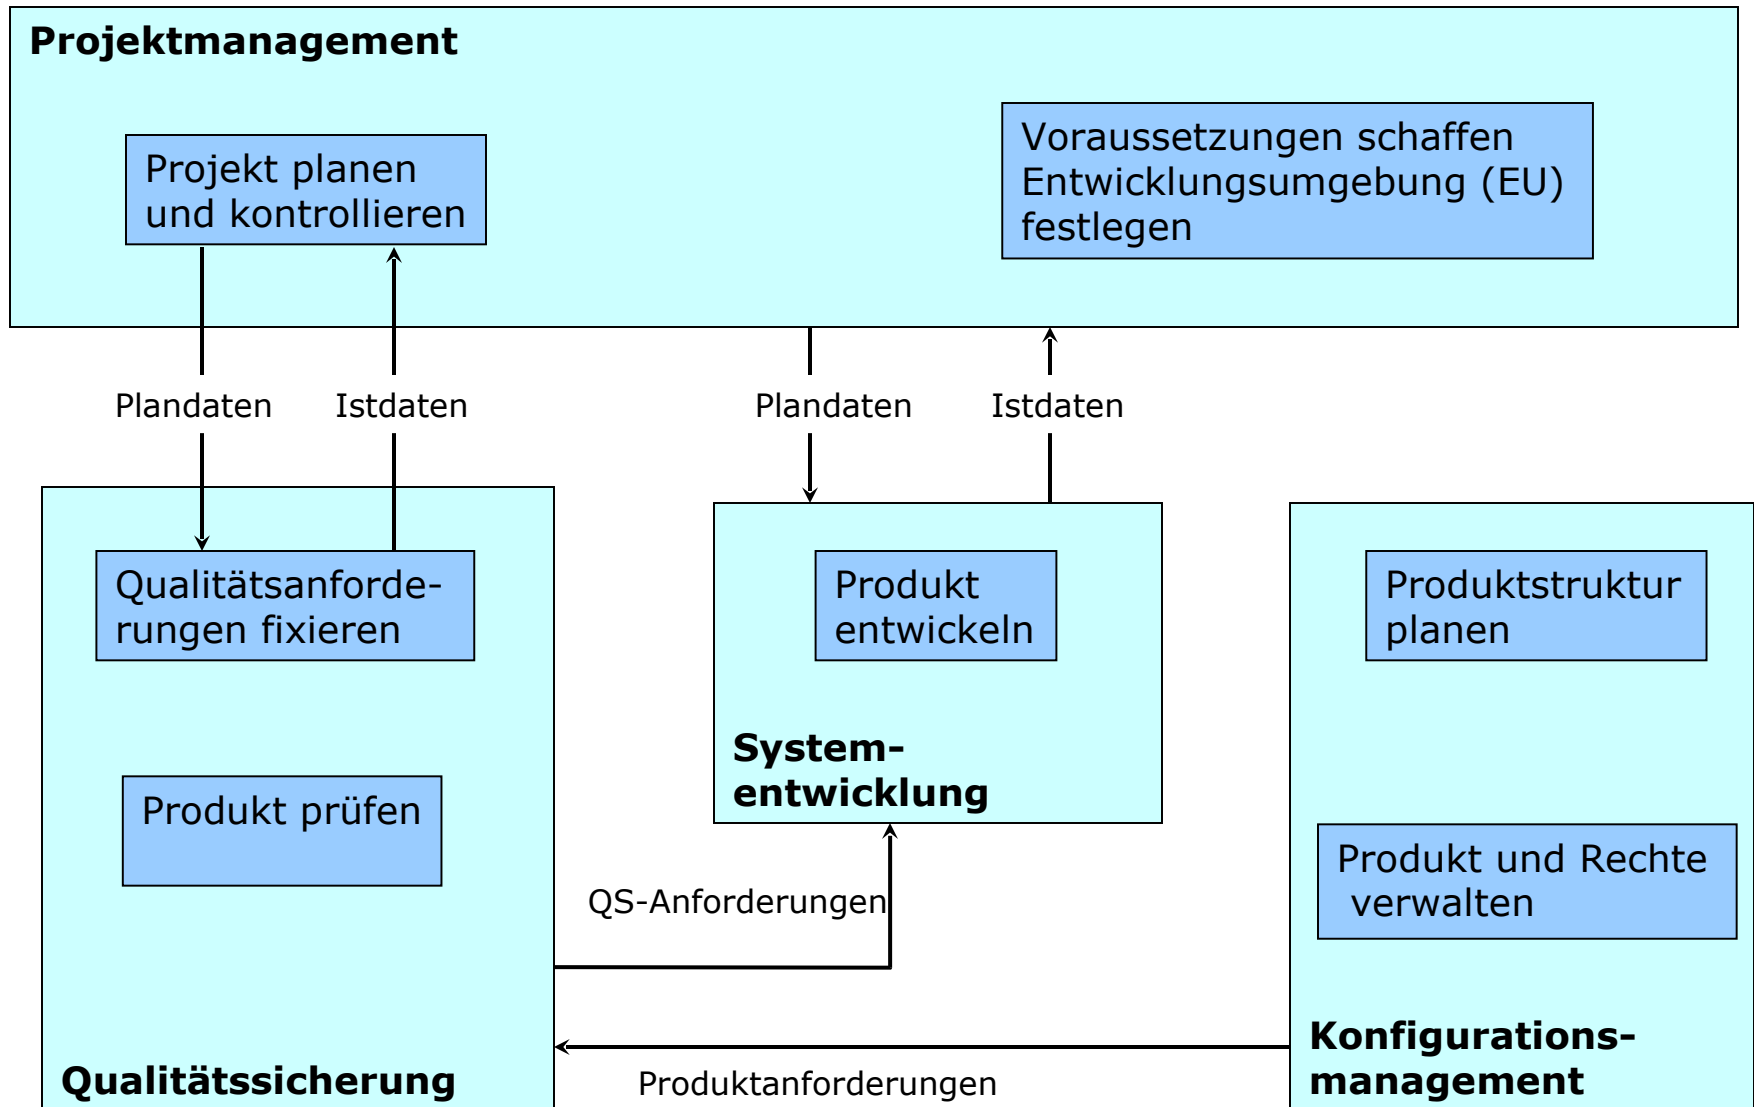 Projektmanagement
Projekt planen
und kontrollieren
Voraussetzungen schaffen
Entwicklungsumgebung (EU)
festlegen
Plandaten
Istdaten
Plandaten
Istdaten
Qualitätsanforde-
rungen fixieren
Produkt
entwickeln
Produktstruktur
planen
System-
entwicklung
Produkt prüfen
Produkt und Rechte
verwalten
QS-Anforderungen
Qualitätssicherung
Produktanforderungen
Konfigurations-
management